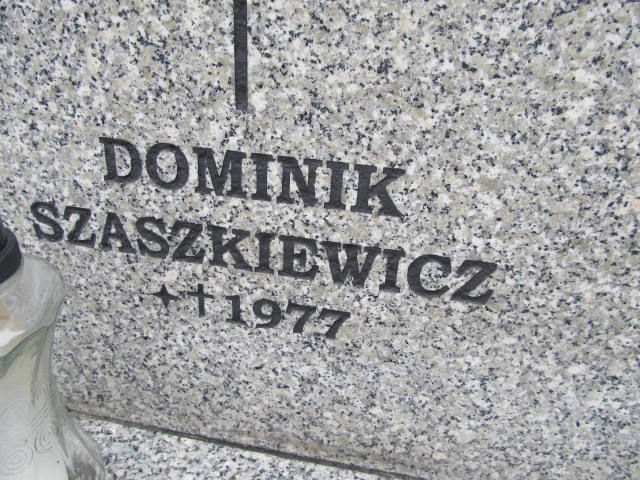 DOMINIK
SZASZKIEWICZ
✦ † 1977